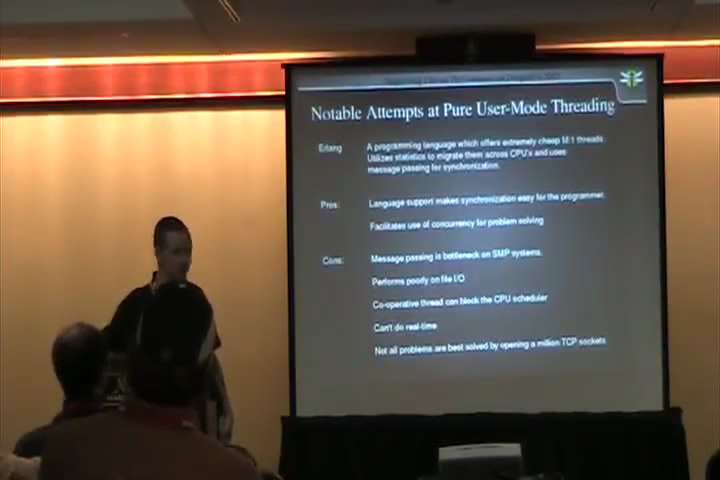 Notable Attempts at Pure User-Mode Threading
Erlang
A programming language which offers extremely cheap M:1 threads.
Utilizes statistics to migrate them across CPU's and uses
message passing for synchronization.
Pros:
Language support makes synchronization easy for the programmer.
Facilitates use of concurrency for problem solving
Cons:
Message passing is bottleneck on SMP systems.
Performs poorly on file I/O
Co-operative thread can block the CPU scheduler
Can't do real-time
Not all problems are best solved by opening a million TCP sockets